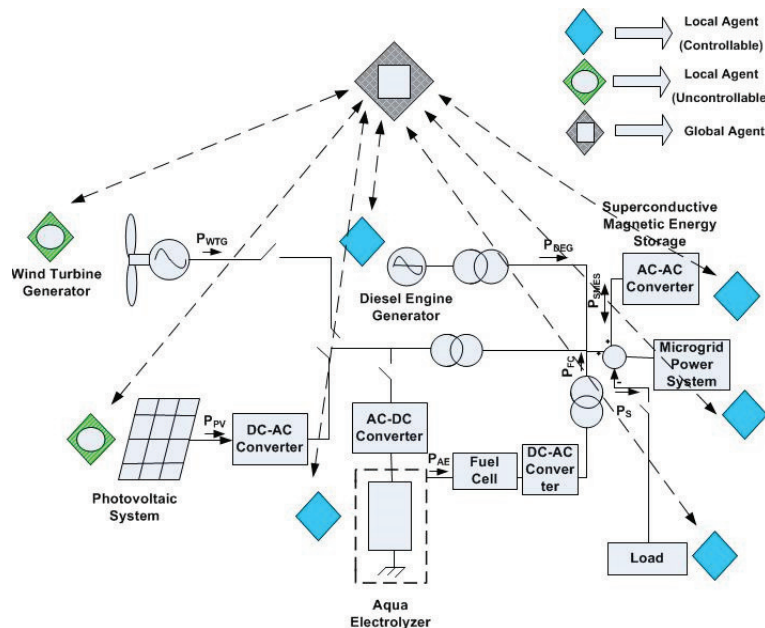 Local Agent
(Controllable)
Local Agent
(Uncontrollable)
Global Agent
Superconductive
Magnetic Energy
Storage
Wind Turbine
Generator
PWTG
Diesel Engine
Generator
PDEG
PSMES
AC-AC
Converter
Microgrid
Power
System
PFC
PS
Photovoltaic
System
PPV
DC-AC
Converter
AC-DC
Converter
PAE
Fuel
Cell
DC-AC
Conver
ter
Load
Aqua
Electrolyzer